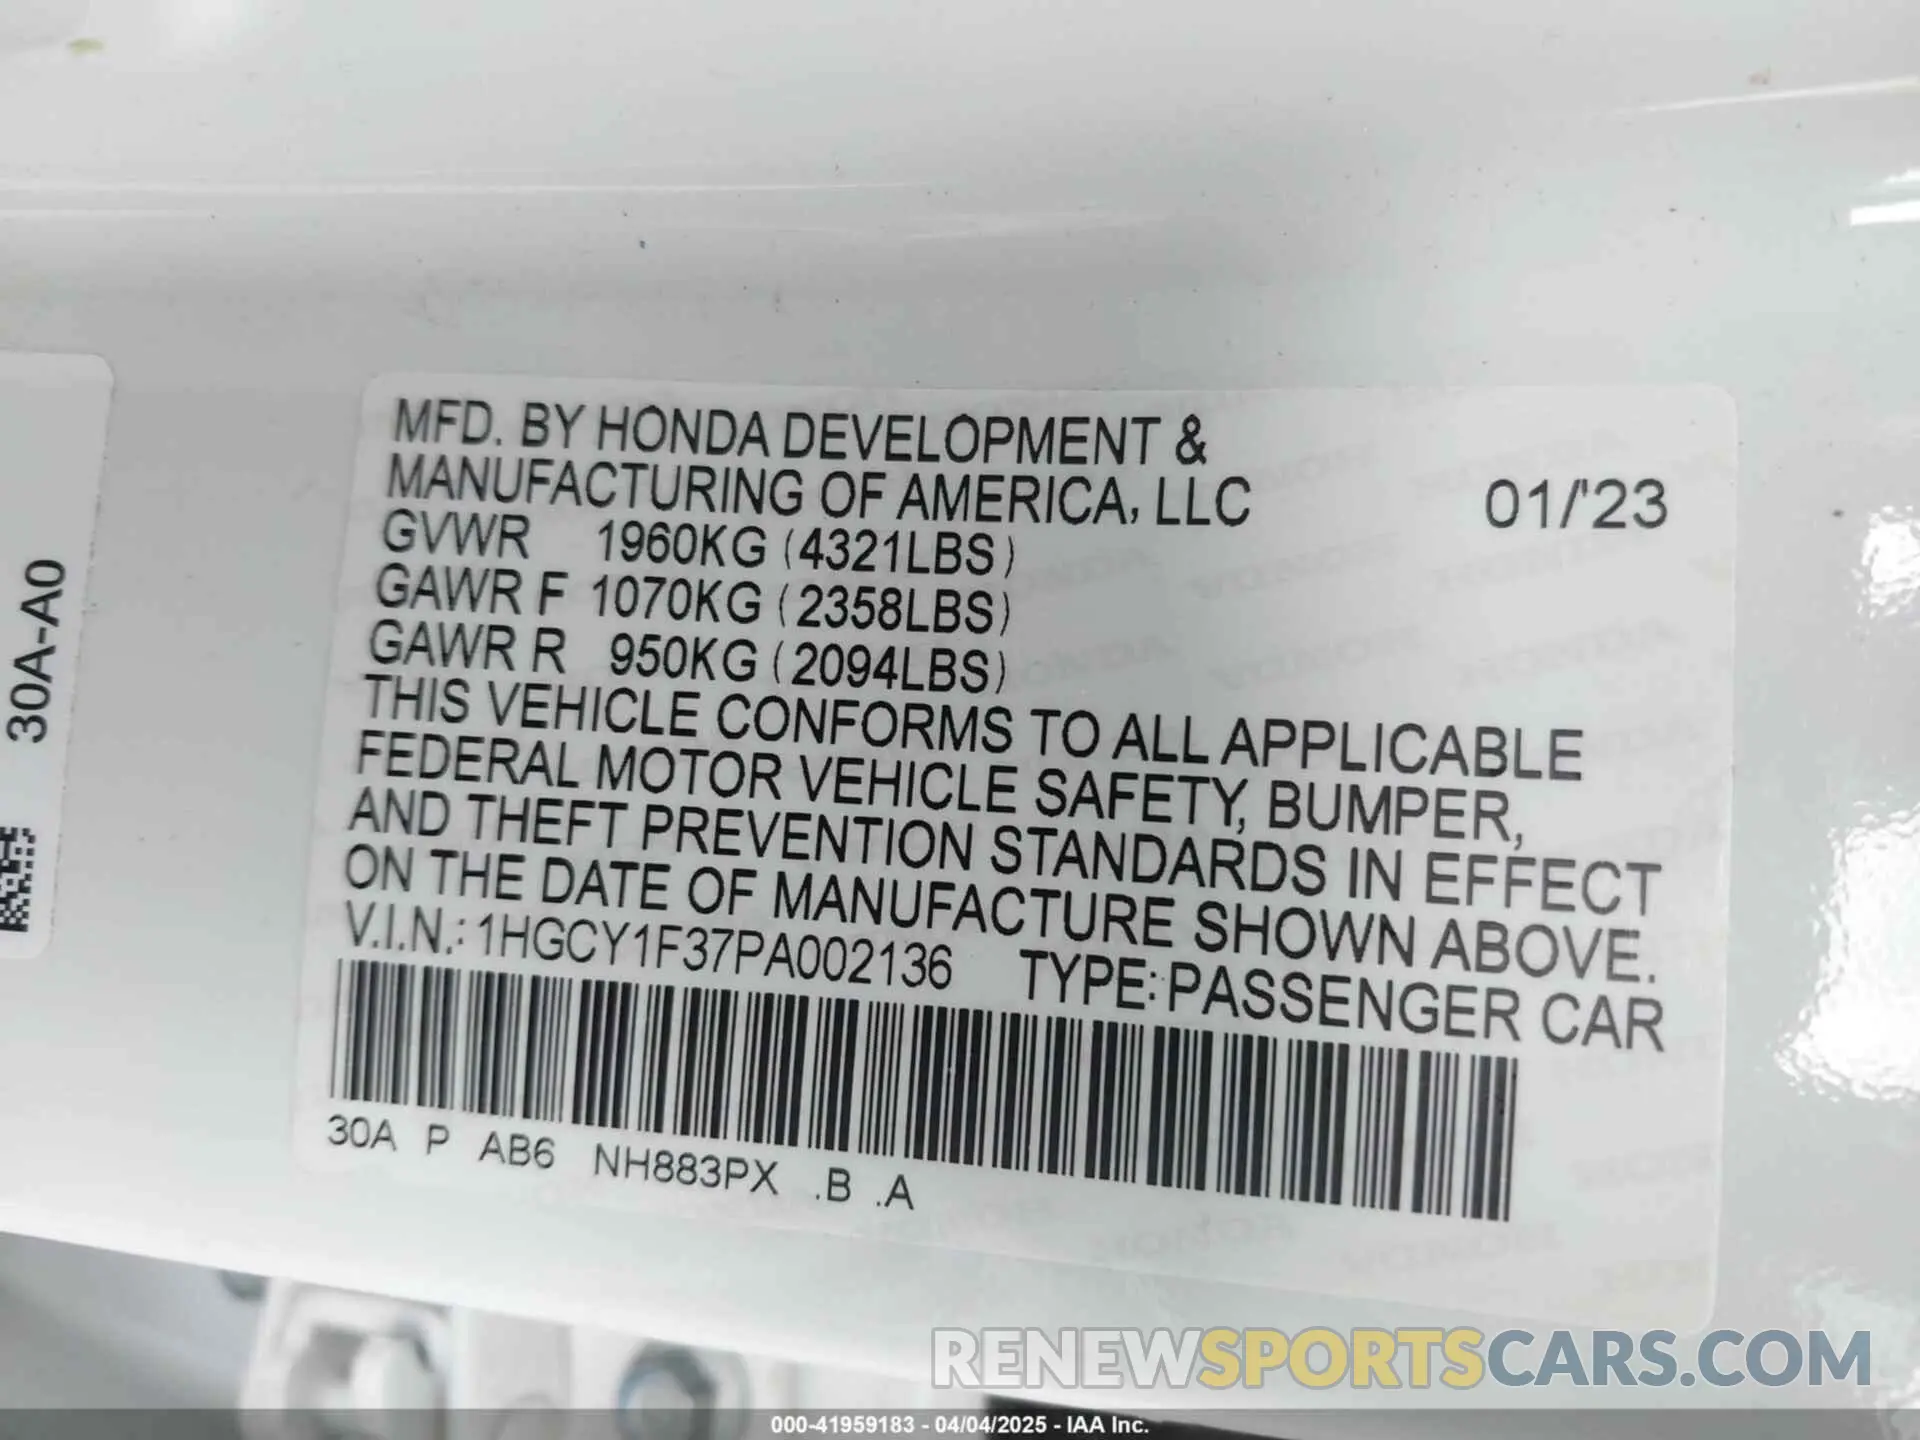 30A-A0
MFD. BY HONDA DEVELOPMENT &
MANUFACTURING OF AMERICA, LLC 01/'23
GVWR 1960KG (4321LBS)
GAWR F 1070KG (2358LBS)
GAWR R 950KG (2094LBS)
THIS VEHICLE CONFORMS TO ALL APPLICABLE
FEDERAL MOTOR VEHICLE SAFETY, BUMPER,
AND THEFT PREVENTION STANDARDS IN EFFECT
ON THE DATE OF MANUFACTURE SHOWN ABOVE.
V.I.N.: 1HGCY1F37PA002136 TYPE: PASSENGER CAR
30A P AB6 NH883PX .B .A
RENEWSPORTSCARS.COM
000-41959183 - 04/04/2025 - IAA Inc.